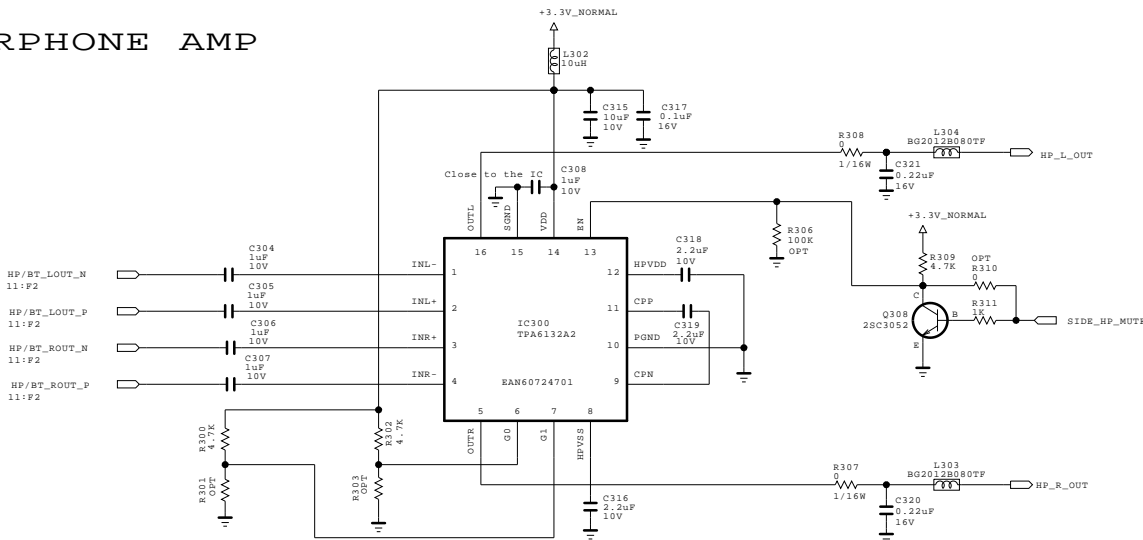 RPHONE AMP
+3.3V_NORMAL
L302
10uH
C315
10uF
10V
C317
0.1uF
16V
R308
0
1/16W
L304
BG2012B080TF
HP_L_OUT
C321
0.22uF
16V
Close to the IC
C308
1uF
10V
OUTL
SGND
VDD
EN
16
15
14
13
R306
100K
OPT
+3.3V_NORMAL
R309
4.7K
OPT
R310
0
R311
1K
C
B
E
Q308
2SC3052
SIDE_HP_MUTE
C304
1uF
10V
HP/BT_LOUT_N
11:F2
INL-
1
C305
1uF
10V
HP/BT_LOUT_P
11:F2
INL+
2
C306
1uF
10V
HP/BT_ROUT_N
11:F2
INR+
3
C307
1uF
10V
HP/BT_ROUT_P
11:F2
INR-
4
IC300
TPA6132A2
EAN60724701
12
HPVDD
C318
2.2uF
10V
11
CPP
C319
2.2uF
10V
10
PGND
9
CPN
5
6
7
8
OUTR
G0
G1
HPVSS
R300
4.7K
R302
4.7K
R301
OPT
R303
OPT
C316
2.2uF
10V
R307
0
1/16W
L303
BG2012B080TF
HP_R_OUT
C320
0.22uF
16V